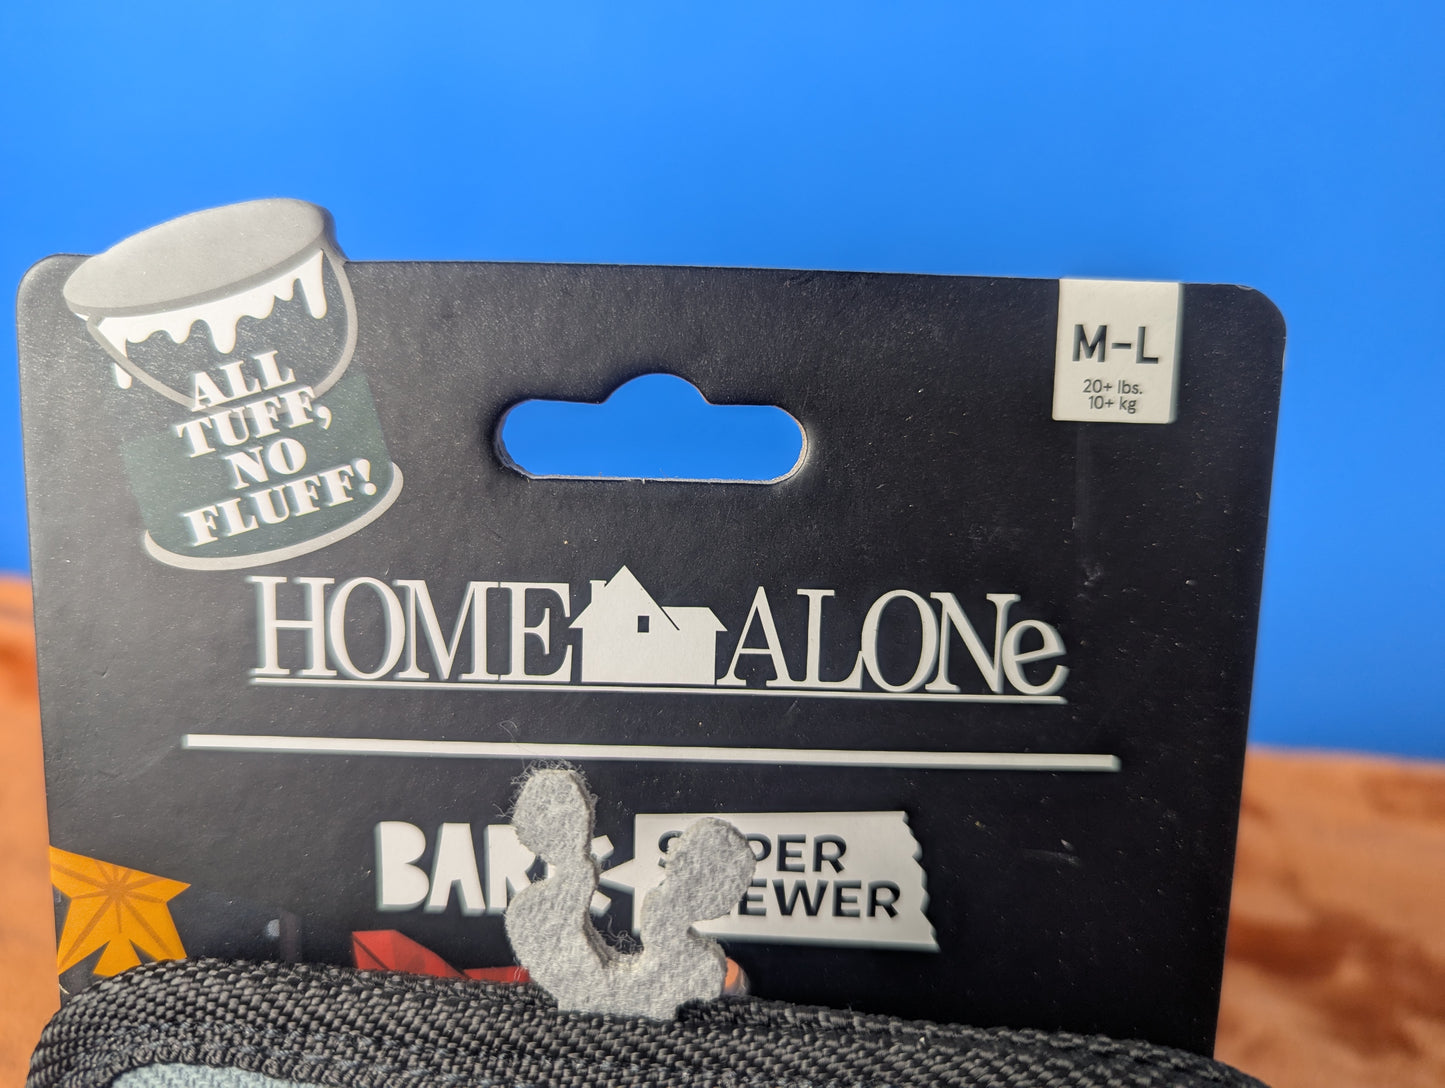 ALL
TUFF,
NO
FLUFF!
M-L
20+ lbs.
10+ kg
HOME ALONe